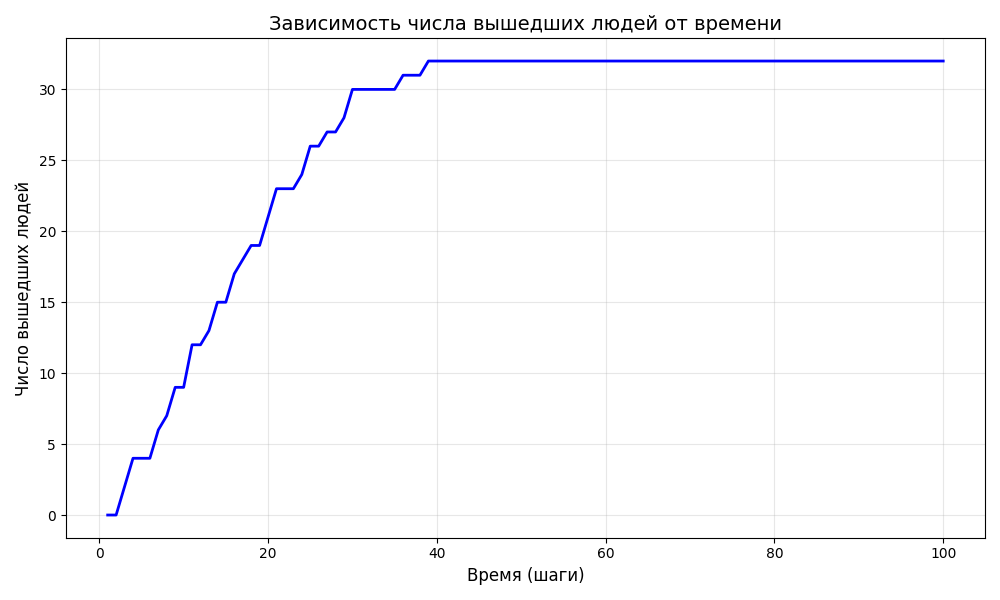 Зависимость числа вышедших людей от времени
Число вышедших людей
30
25
20
15
10
5
0
0 20 40 60 80 100
Время (шаги)